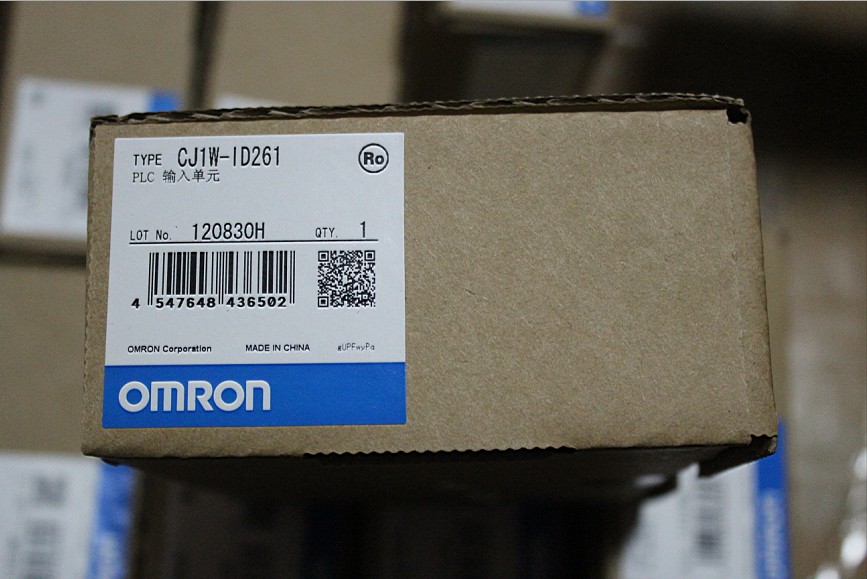 TYPE CJ1W-ID261
Ro
PLC 输入单元
LOT No. 120830H QTY. 1
4 547648 436502
OMRON Corporation MADE IN CHINA
OMRON